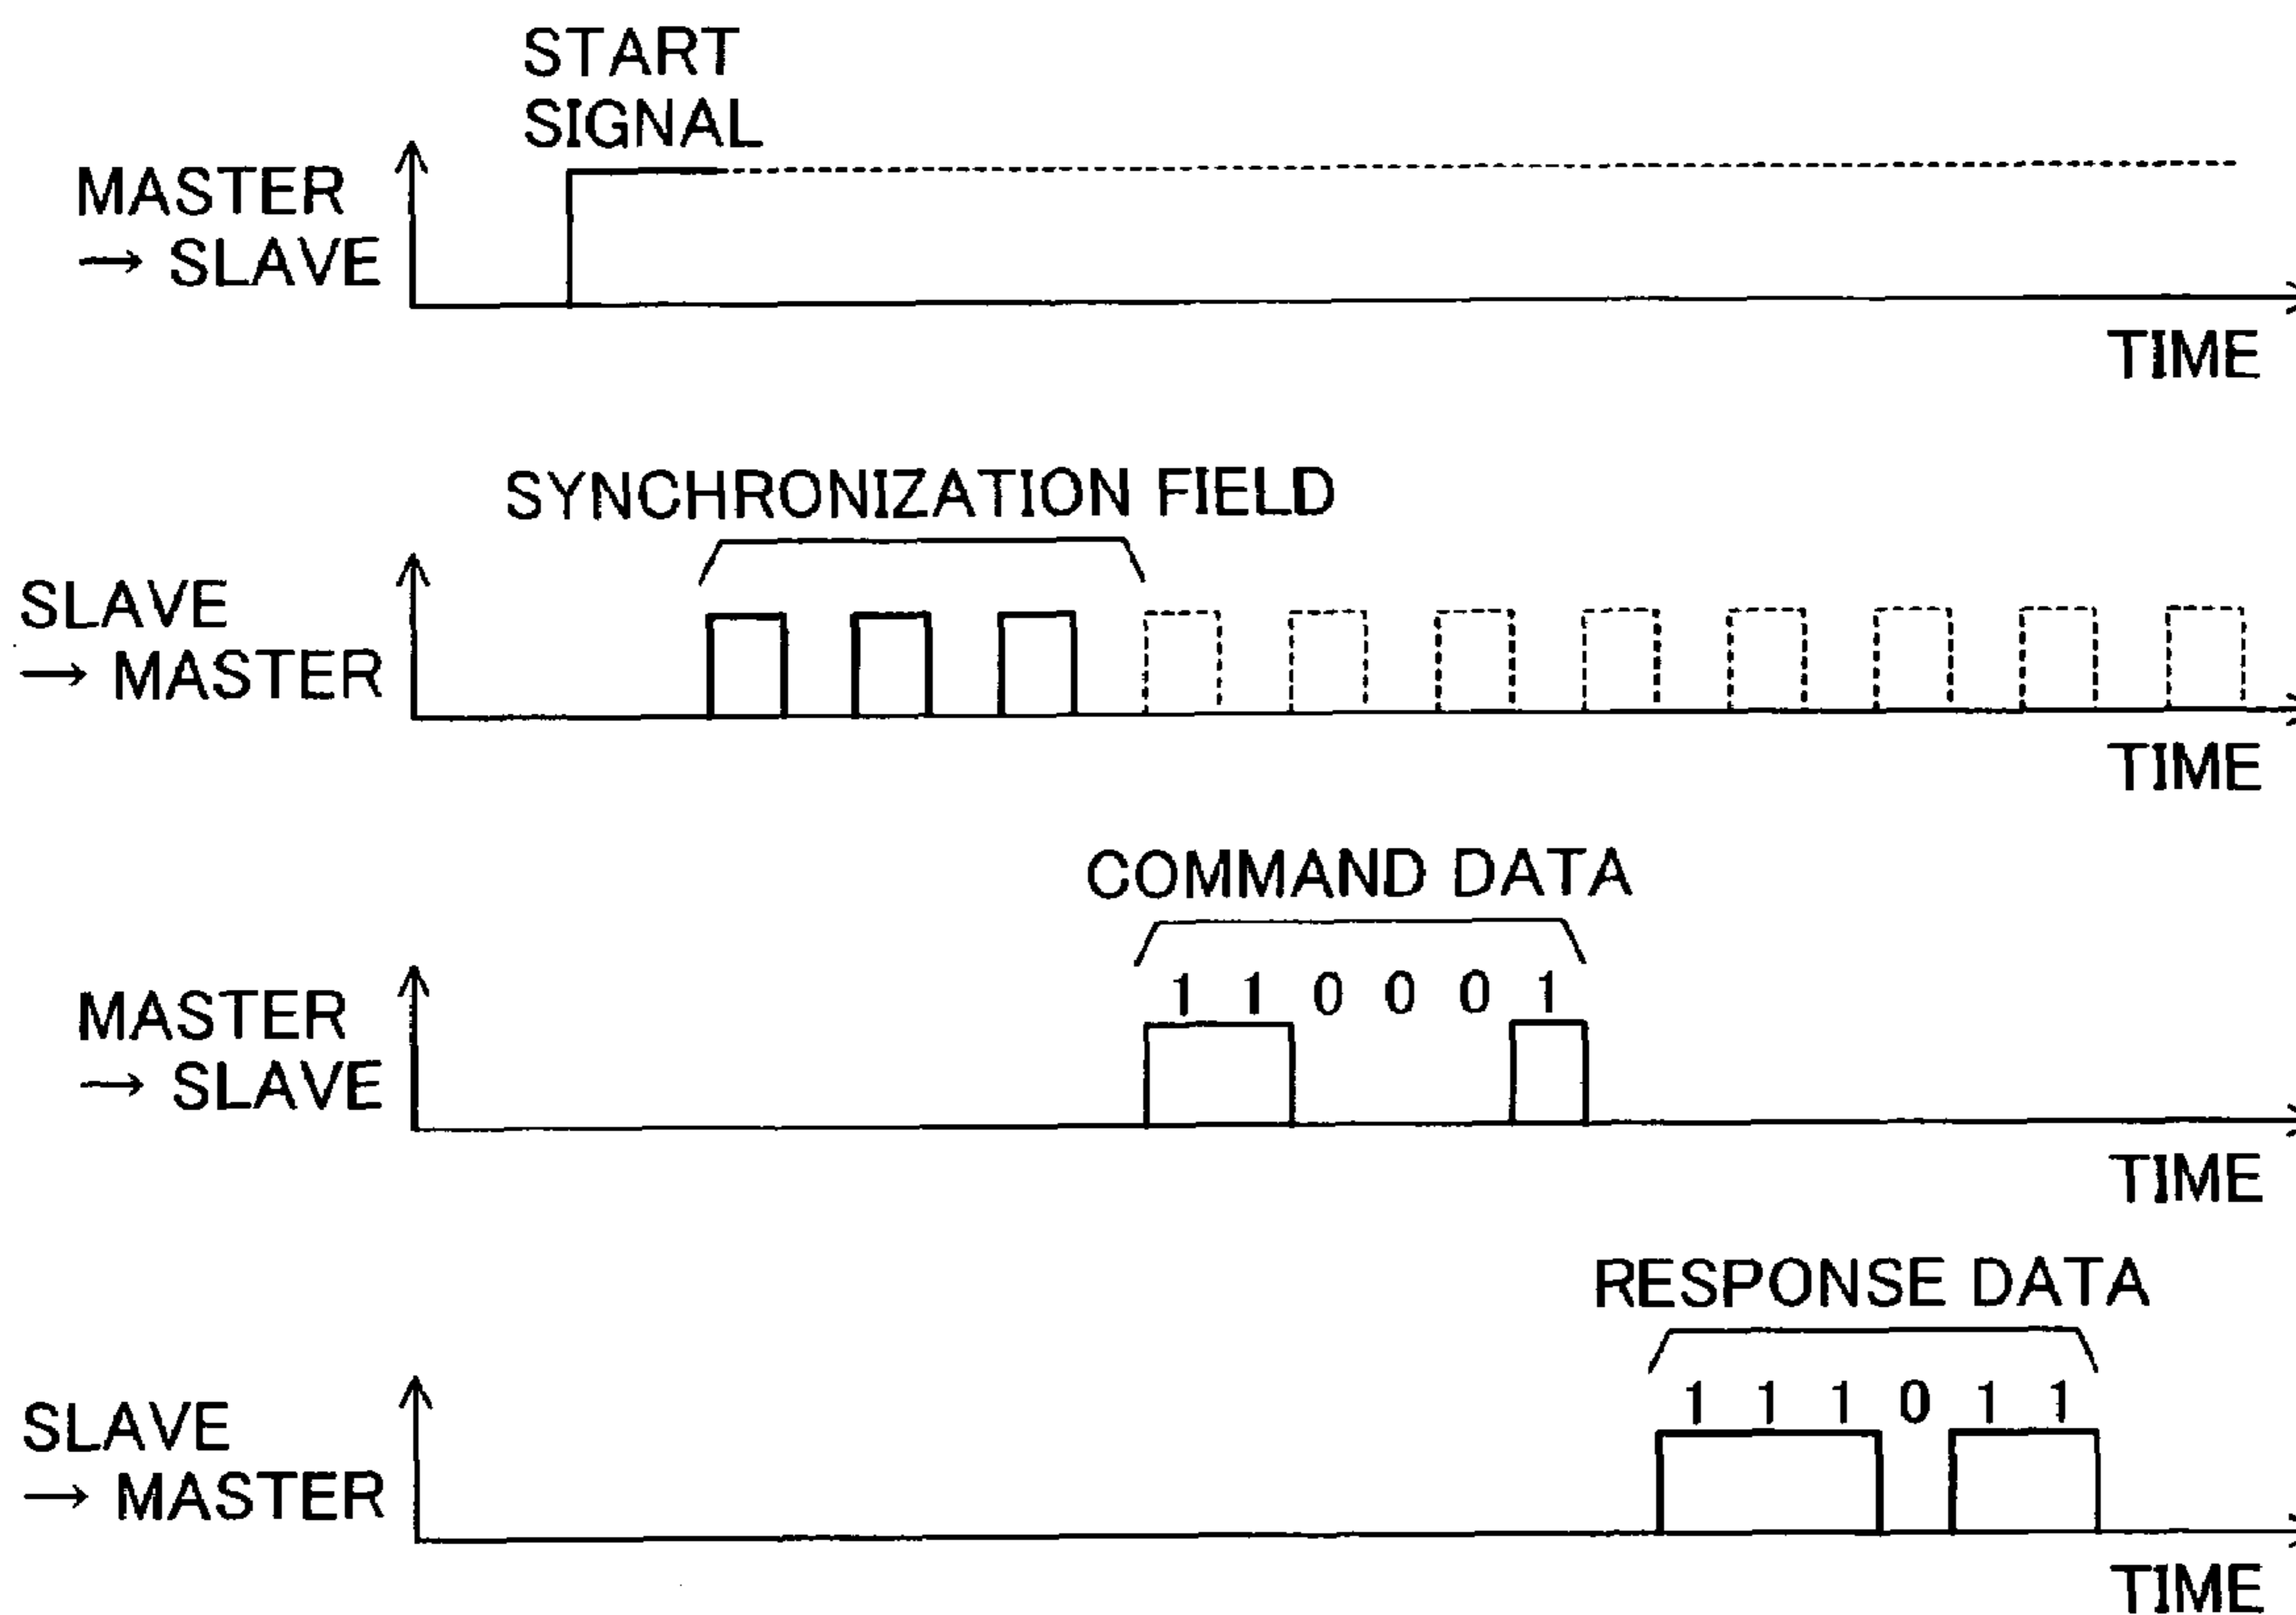 START
SIGNAL
MASTER
→ SLAVE
TIME
SYNCHRONIZATION FIELD
SLAVE
→ MASTER
TIME
COMMAND DATA
1 1 0 0 0 1
MASTER
→ SLAVE
TIME
RESPONSE DATA
1 1 1 0 1 1
SLAVE
→ MASTER
TIME